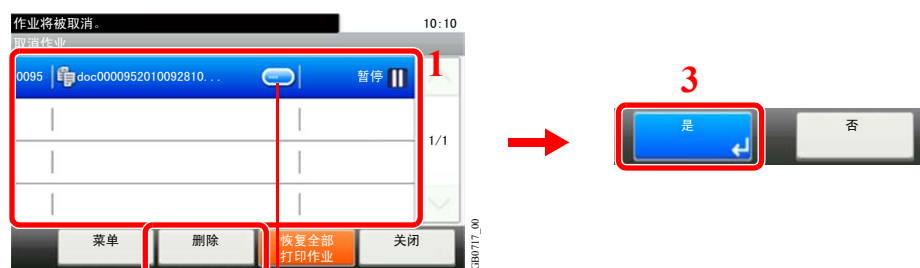 作业将被取消。 10:10
取消作业
0095 doc0000952010092810... 暂停
1
1/1
菜单 删除 恢复全部打印作业 关闭
GB0717_00
3
是 否